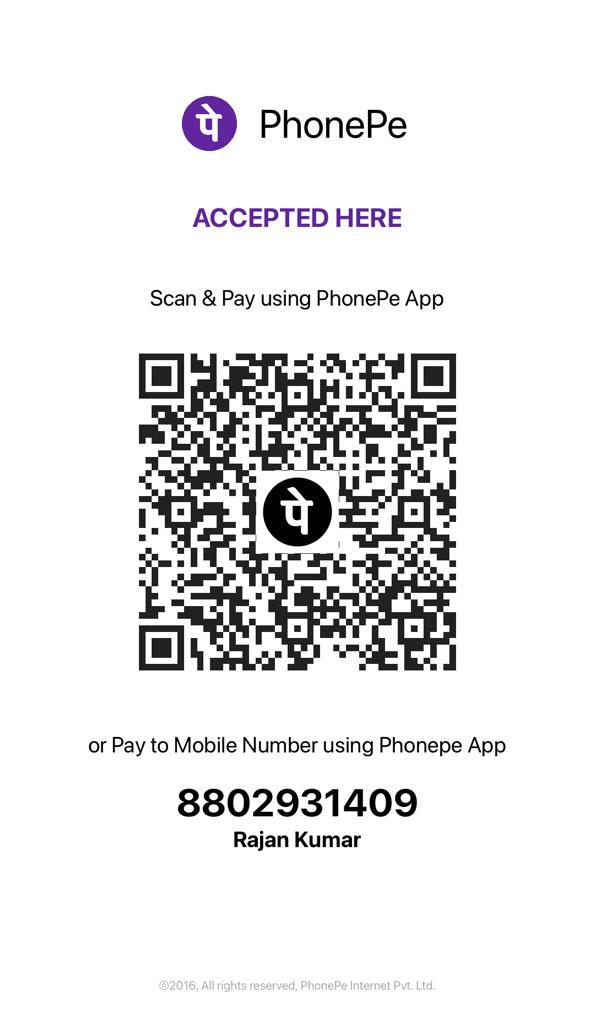 पे PhonePe
ACCEPTED HERE
Scan & Pay using PhonePe App
पे
or Pay to Mobile Number using Phonepe App
8802931409
Rajan Kumar
©2016, All rights reserved, PhonePe Internet Pvt. Ltd.